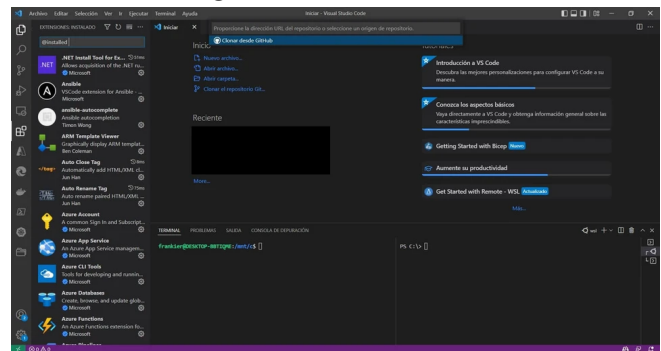 Archivo Editar Selección Ver Ir Ejecutar Terminal Ayuda
Iniciar - Visual Studio Code
EXTENSIONES: INSTALADO
@installed
.NET Install Tool for Ex...
Allows acquisition of the .NET ru...
Microsoft
Ansible
VSCode extension for Ansible - ...
Microsoft
ansible-autocomplete
Ansible autocompletion
Timon Wong
ARM Template Viewer
Graphically display ARM templat...
Ben Coleman
Auto Close Tag
Automatically add HTML/XML cl...
Jun Han
Auto Rename Tag
Auto rename paired HTML/XML ...
Jun Han
Azure Account
A common Sign In and Subscript...
Microsoft
Azure App Service
An Azure App Service managem...
Microsoft
Azure CLI Tools
Tools for developing and runnin...
Microsoft
Azure Databases
Create, browse, and update glob...
Microsoft
Azure Functions
An Azure Functions extension fo...
Microsoft
Azure Pipelines
Iniciar
Proporcione la dirección URL del repositorio o seleccione un origen de repositorio.
Clonar desde GitHub
Inicio
Nuevo archivo...
Abrir archivo...
Abrir carpeta...
Clonar el repositorio Git...
Reciente
More...
Tutoriales
Introducción a VS Code
Descubra las mejores personalizaciones para configurar VS Code a su
manera.
Conozca los aspectos básicos
Vaya directamente a VS Code y obtenga información general sobre las
características imprescindibles.
Getting Started with Bicep Nuevo
Aumente su productividad
Get Started with Remote - WSL Actualizado
Más...
TERMINAL PROBLEMAS SALIDA CONSOLA DE DEPURACIÓN
wsl
PS C:\>